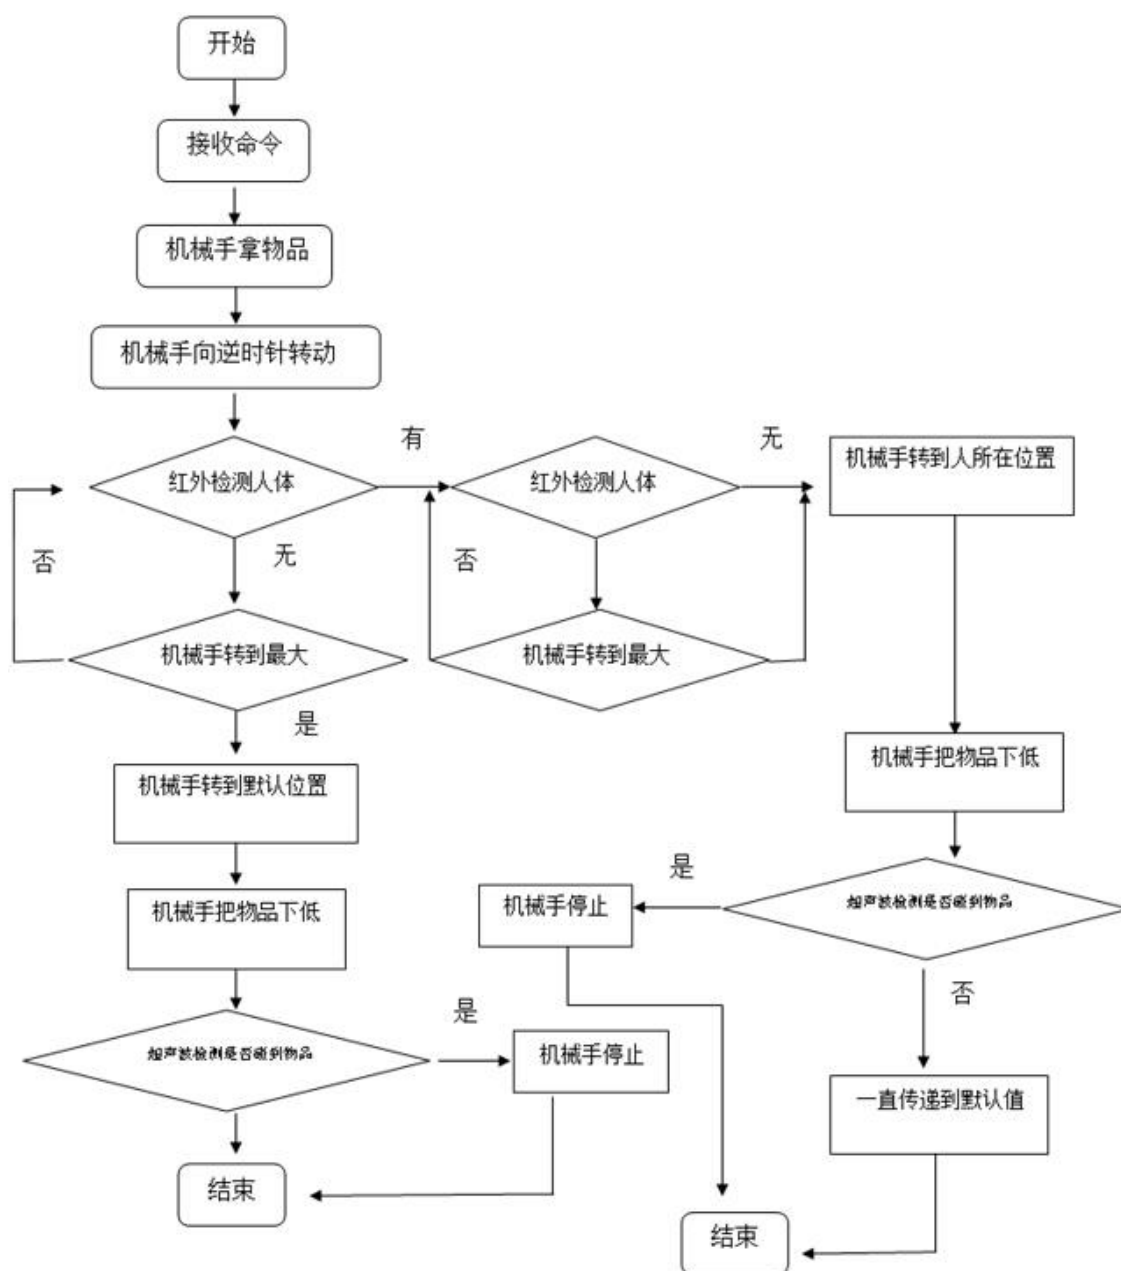 开始
接收命令
机械手拿物品
机械手向逆时针转动
有
无
红外检测人体
红外检测人体
机械手转到人所在位置
否
无
否
机械手转到最大
机械手转到最大
是
机械手转到默认位置
机械手把物品下低
是
机械手把物品下低
机械手停止
超声波检测是否碰到物品
否
是
超声波检测是否碰到物品
机械手停止
一直传递到默认值
结束
结束